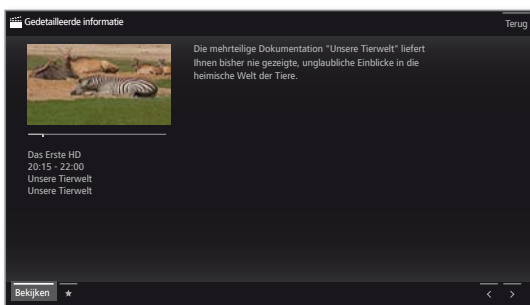 Gedetailleerde informatie
Terug
Die mehrteilige Dokumentation "Unsere Tierwelt" liefert
Ihnen bisher nie gezeigte, unglaubliche Einblicke in die
heimische Welt der Tiere.
Das Erste HD
20:15 - 22:00
Unsere Tierwelt
Unsere Tierwelt
Bekijken